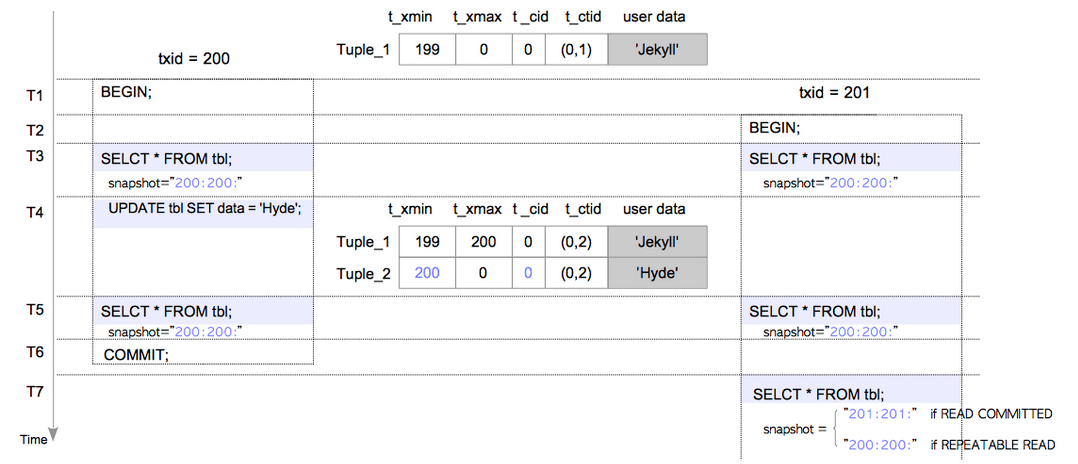 t_xmin t_xmax t_cid t_ctid user data
Tuple_1 199 0 0 (0,1) 'Jekyll'
txid = 200
T1 BEGIN; txid = 201
T2 BEGIN;
T3 SELCT * FROM tbl; SELCT * FROM tbl;
snapshot="200:200:" snapshot="200:200:"
T4 UPDATE tbl SET data = 'Hyde'; t_xmin t_xmax t_cid t_ctid user data
Tuple_1 199 200 0 (0,2) 'Jekyll'
Tuple_2 200 0 0 (0,2) 'Hyde'
T5 SELCT * FROM tbl; SELCT * FROM tbl;
snapshot="200:200:" snapshot="200:200:"
T6 COMMIT;
T7 SELCT * FROM tbl;
"201:201:" if READ COMMITTED
snapshot =
"200:200:" if REPEATABLE READ
Time